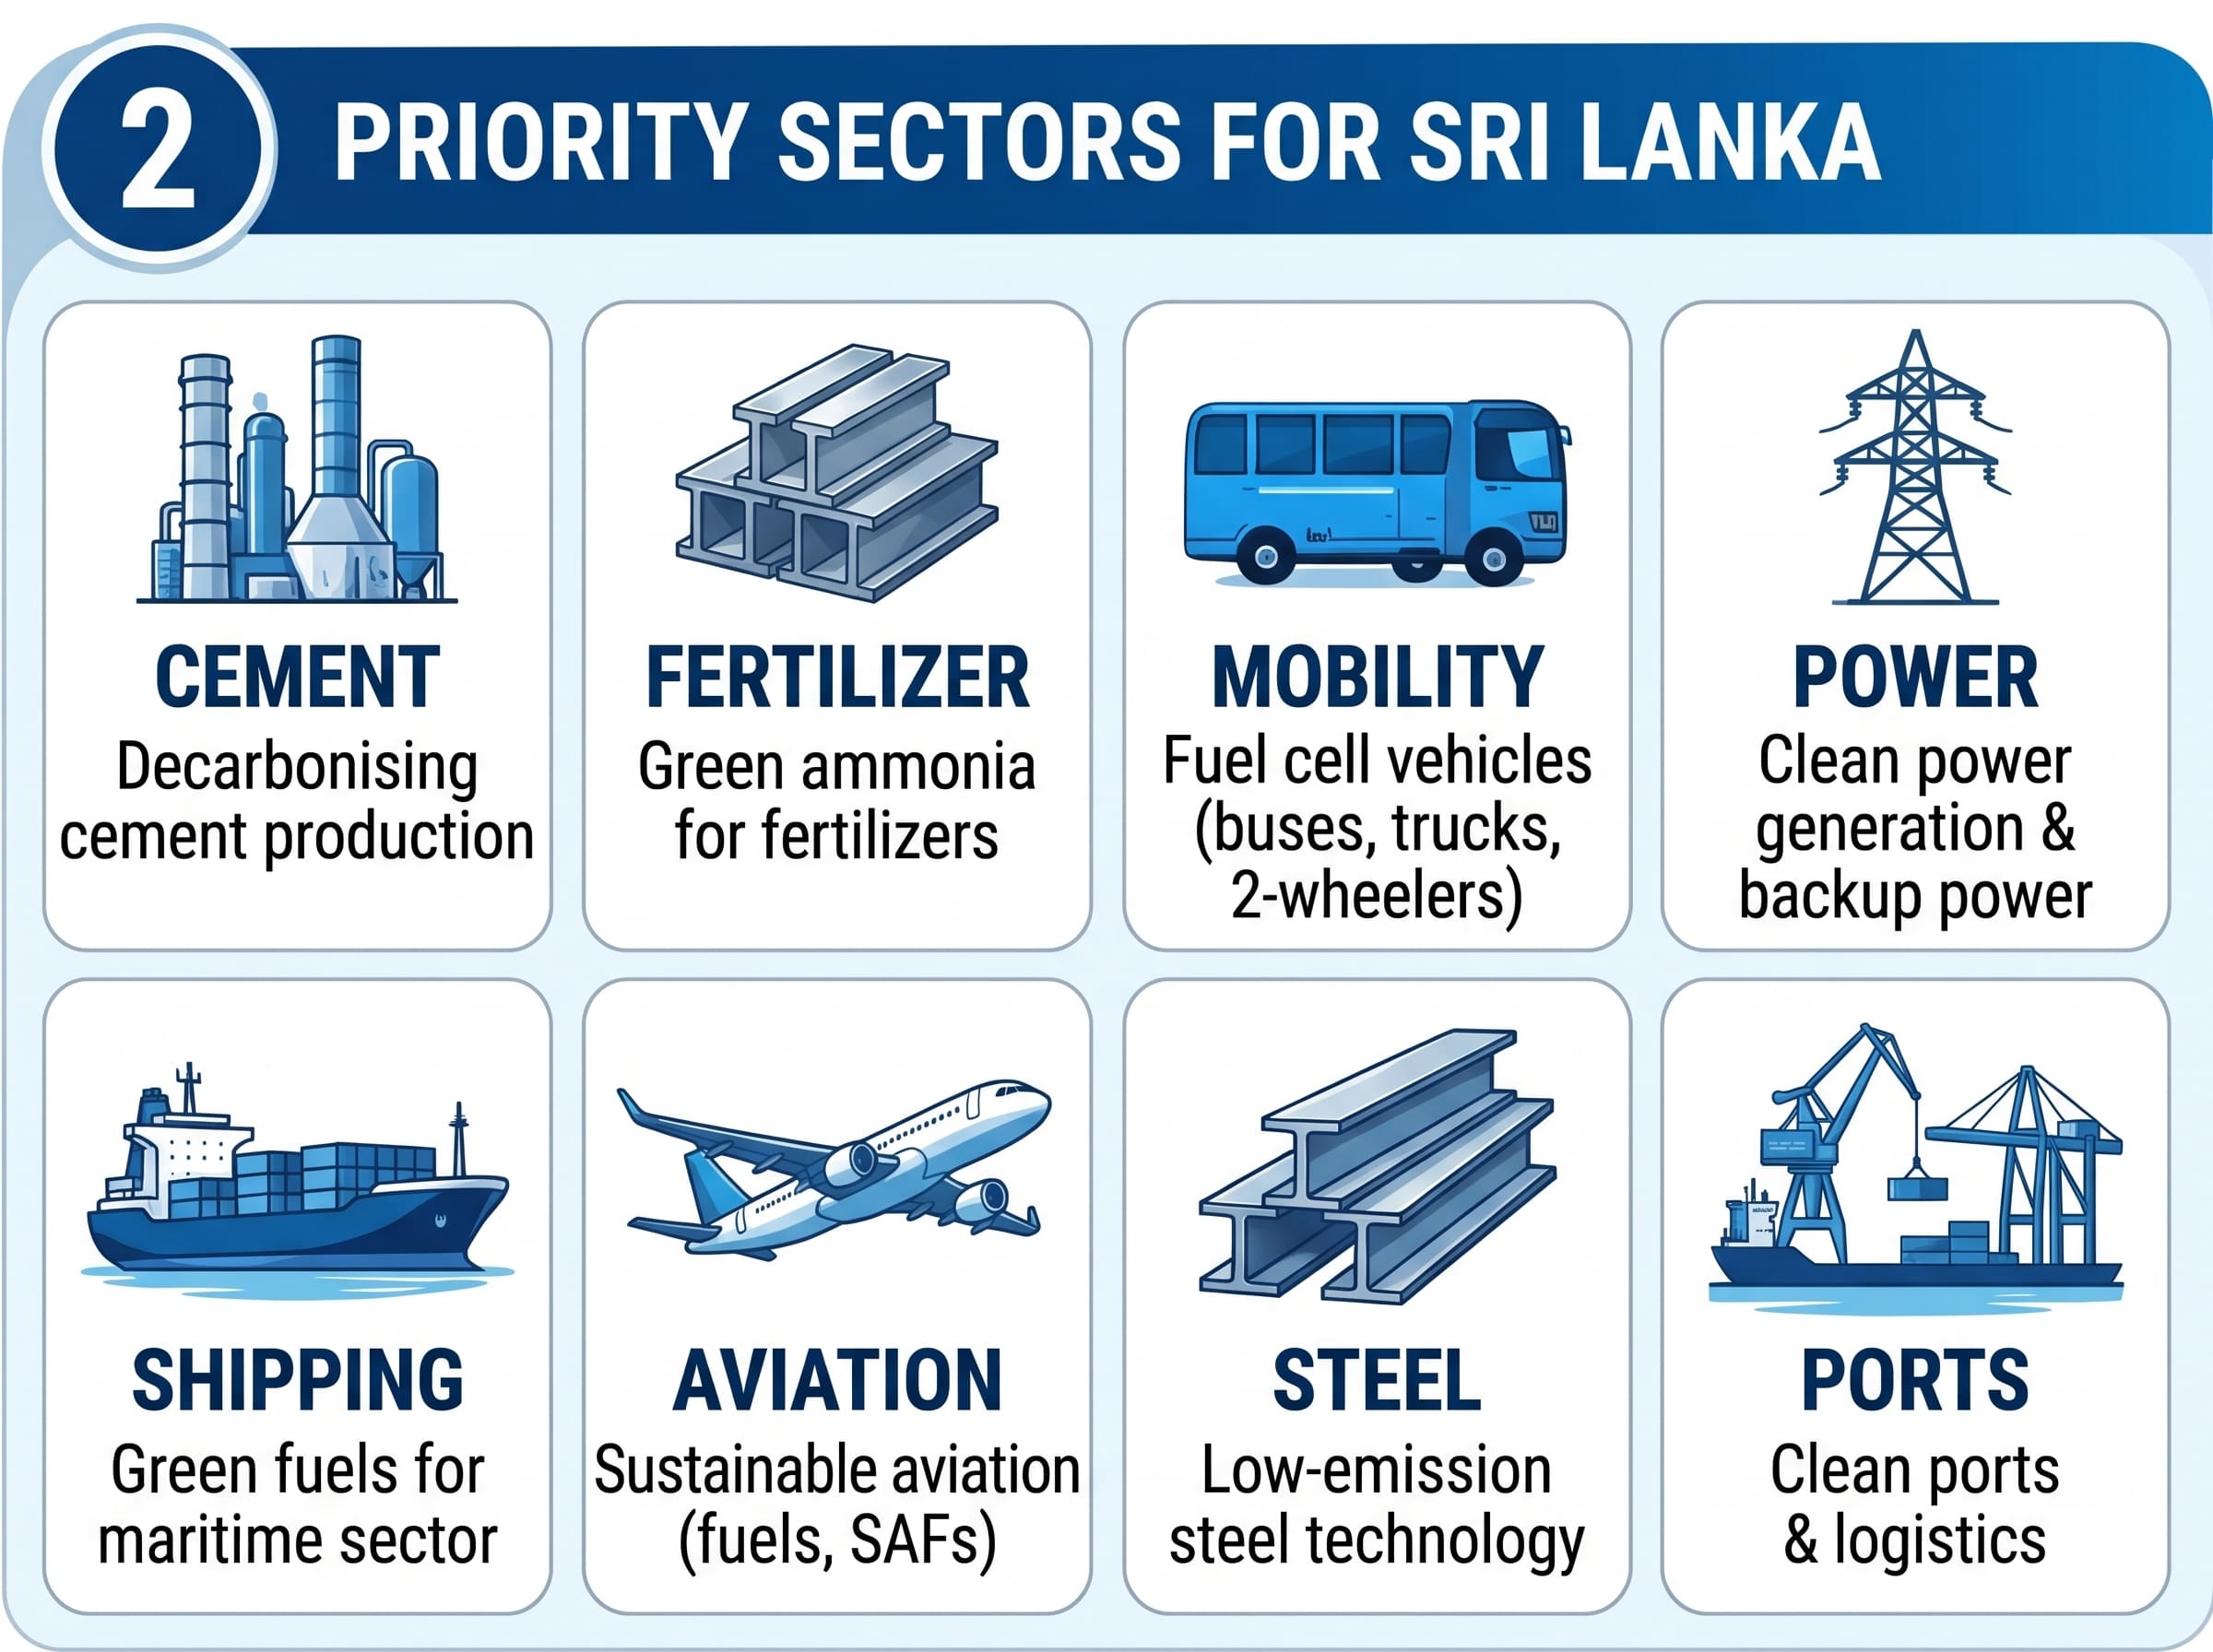 2
PRIORITY SECTORS FOR SRI LANKA
CEMENT
Decarbonising
cement production
FERTILIZER
Green ammonia
for fertilizers
MOBILITY
Fuel cell vehicles
(buses, trucks,
2-wheelers)
POWER
Clean power
generation &
backup power
SHIPPING
Green fuels for
maritime sector
AVIATION
Sustainable aviation
(fuels, SAFs)
STEEL
Low-emission
steel technology
PORTS
Clean ports
& logistics